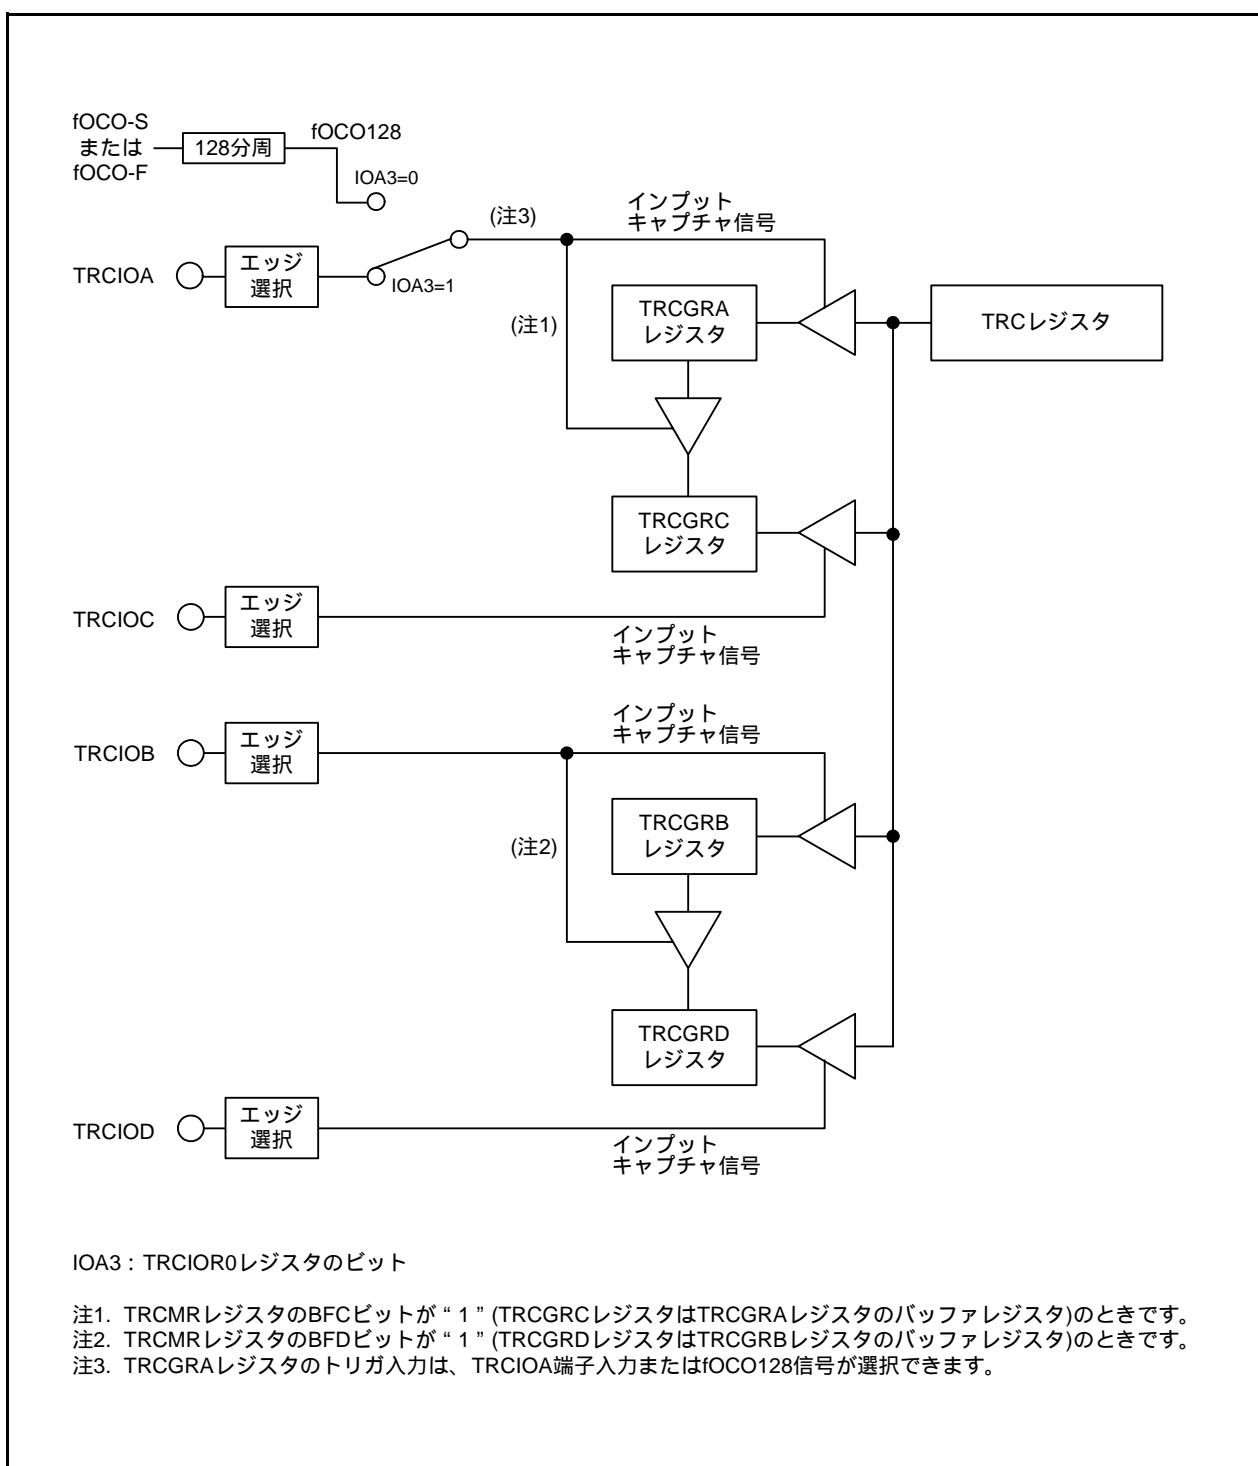 fOCO-S
または
fOCO-F
128分周
fOCO128
IOA3=0
(注3)
インプット
キャプチャ信号
TRCIOA
エッジ
選択
IOA3=1
(注1)
TRCGRA
レジスタ
TRCレジスタ
TRCGRC
レジスタ
TRCIOC
エッジ
選択
インプット
キャプチャ信号
インプット
キャプチャ信号
TRCIOB
エッジ
選択
(注2)
TRCGRB
レジスタ
TRCGRD
レジスタ
TRCIOD
エッジ
選択
インプット
キャプチャ信号
IOA3：TRCIOR0レジスタのビット
注1. TRCMRレジスタのBFCビットが“1”(TRCGRCレジスタはTRCGRAレジスタのバッファレジスタ)のときです。
注2. TRCMRレジスタのBFDビットが“1”(TRCGRDレジスタはTRCGRBレジスタのバッファレジスタ)のときです。
注3. TRCGRAレジスタのトリガ入力は、TRCIOA端子入力またはfOCO128信号が選択できます。